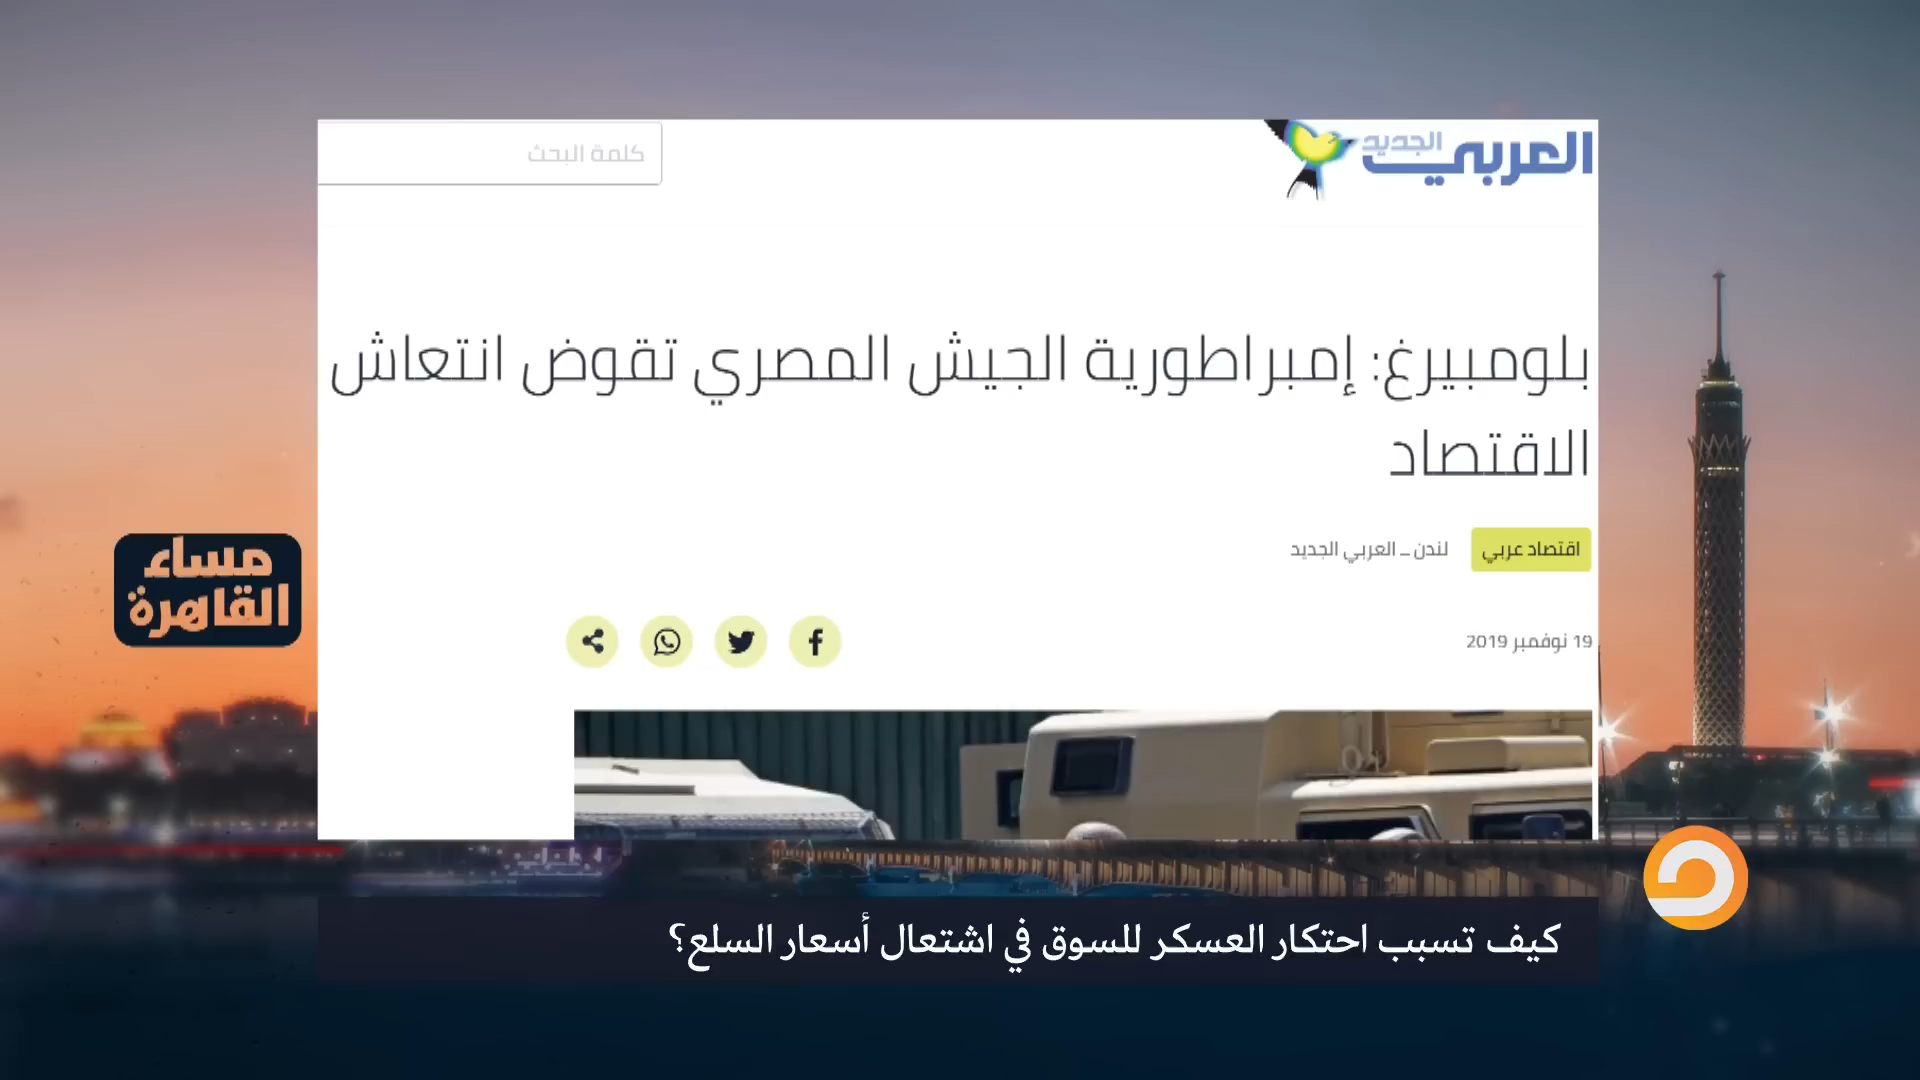 العربي الجديد
كلمة البحث
بلومبيرغ: إمبراطورية الجيش المصري تقوض انتعاش
الاقتصاد
اقتصاد عربي
لندن ــ العربي الجديد
19 نوفمبر 2019
مساء
القاهرة
كيف تسبب احتكار العسكر للسوق في اشتعال أسعار السلع؟